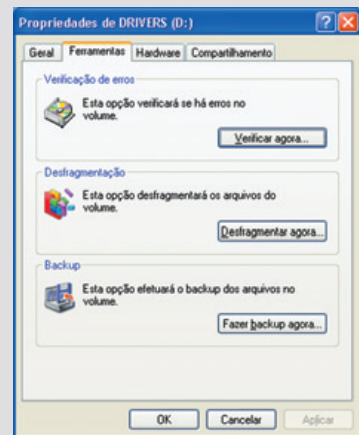 Propriedades de DRIVERS (D:)
Geral Ferramentas Hardware Compartilhamento
Verificação de erros
Esta opção verificará se há erros no
volume.
Verificar agora...
Desfragmentação
Esta opção desfragmentará os arquivos do
volume.
Desfragmentar agora...
Backup
Esta opção efetuará o backup dos arquivos no
volume.
Fazer backup agora...
OK Cancelar Aplicar